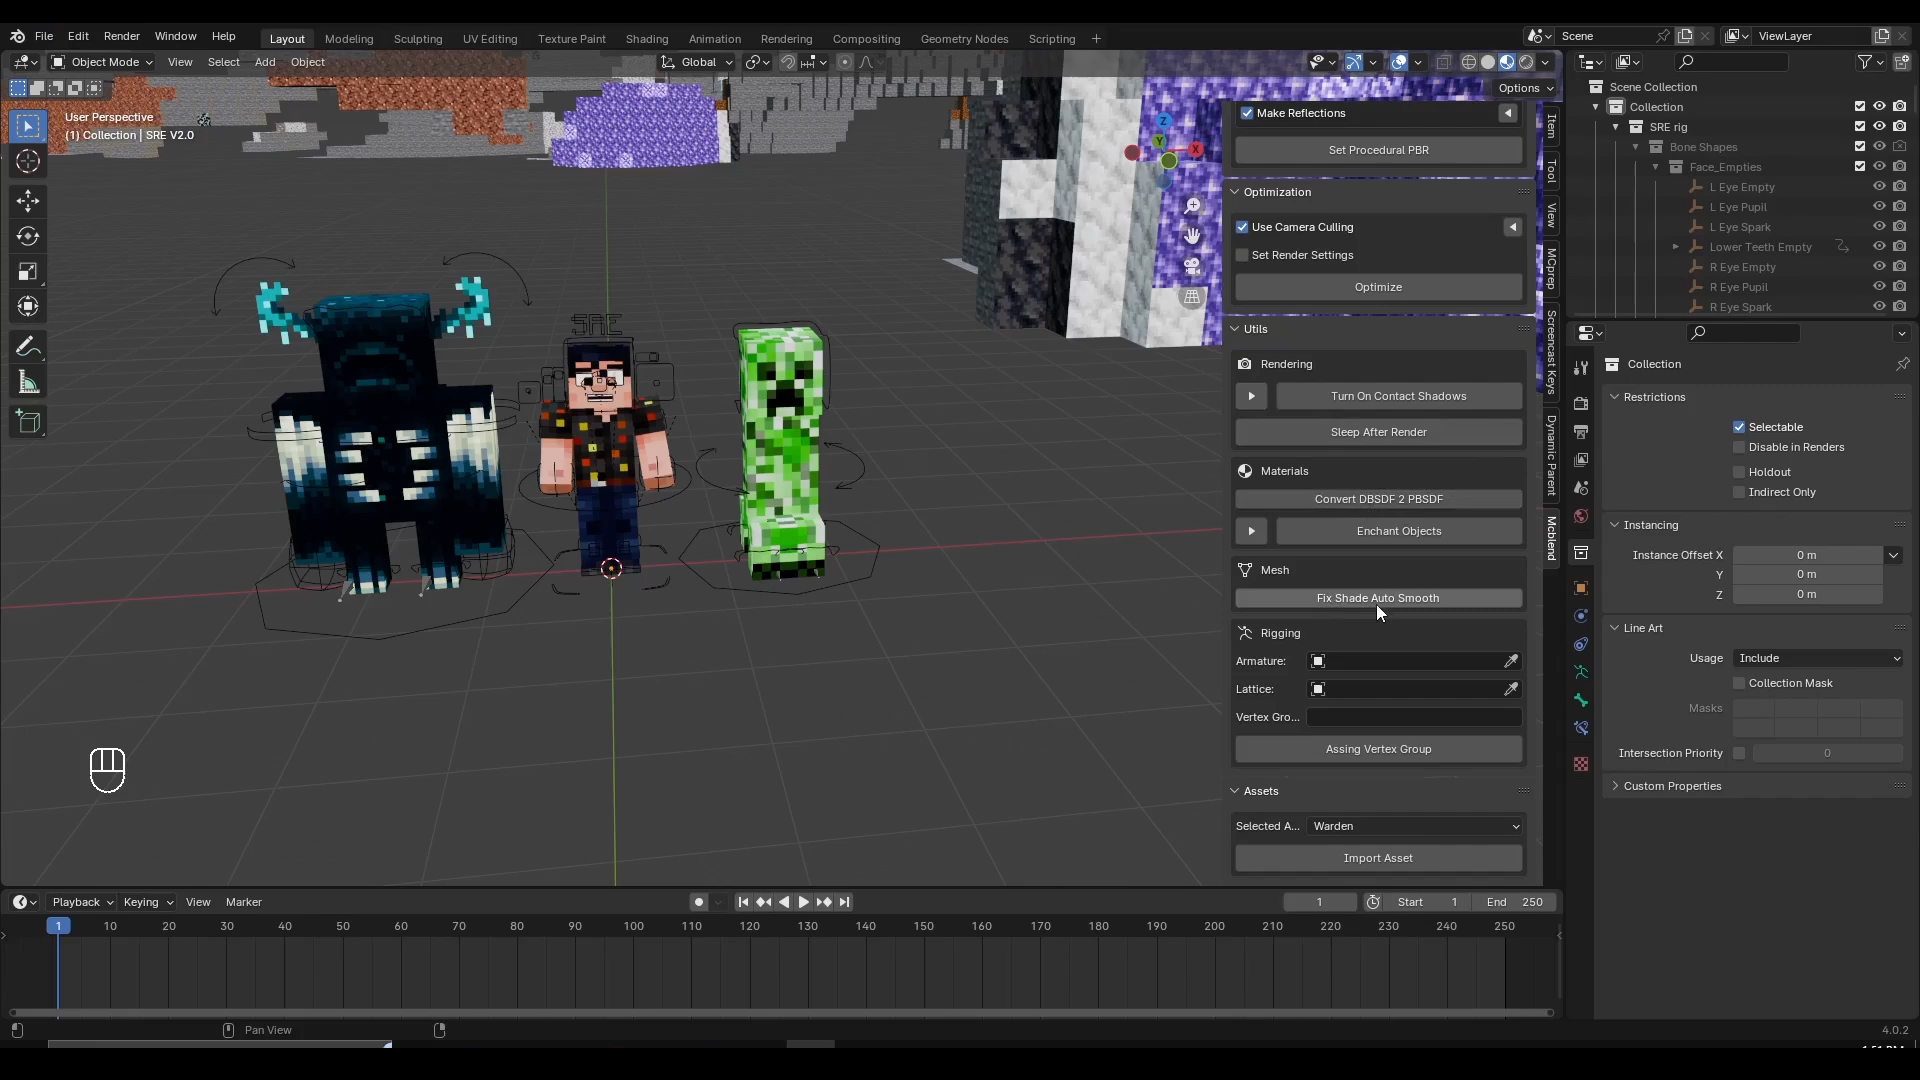 File Edit Render Window Help Layout Modeling Sculpting UV Editing Texture Paint Shading Animation Rendering Compositing Geometry Nodes Scripting + Scene ViewLayer
Object Mode View Select Add Object Global
Options
User Perspective
(1) Collection | SRE V2.0
SRE
Z
Y
X
Make Reflections
Set Procedural PBR
Optimization
Use Camera Culling
Set Render Settings
Optimize
Utils
Rendering
Turn On Contact Shadows
Sleep After Render
Materials
Convert DBSDF 2 PBSDF
Enchant Objects
Mesh
Fix Shade Auto Smooth
Rigging
Armature:
Lattice:
Vertex Gro...
Assing Vertex Group
Assets
Selected A... Warden
Import Asset
Item
Tool
View
MCprep
Screencast Keys
Dynamic Parent
Mcblend
Scene Collection
Collection
SRE rig
Bone Shapes
Face_Empties
L Eye Empty
L Eye Pupil
L Eye Spark
Lower Teeth Empty
R Eye Empty
R Eye Pupil
R Eye Spark
Collection
Restrictions
Selectable
Disable in Renders
Holdout
Indirect Only
Instancing
Instance Offset X 0 m
Y 0 m
Z 0 m
Line Art
Usage Include
Collection Mask
Masks
Intersection Priority 0
Custom Properties
Playback Keying View Marker 1 Start 1 End 250
1 10 20 30 40 50 60 70 80 90 100 110 120 130 140 150 160 170 180 190 200 210 220 230 240 250
Pan View 4.0.2